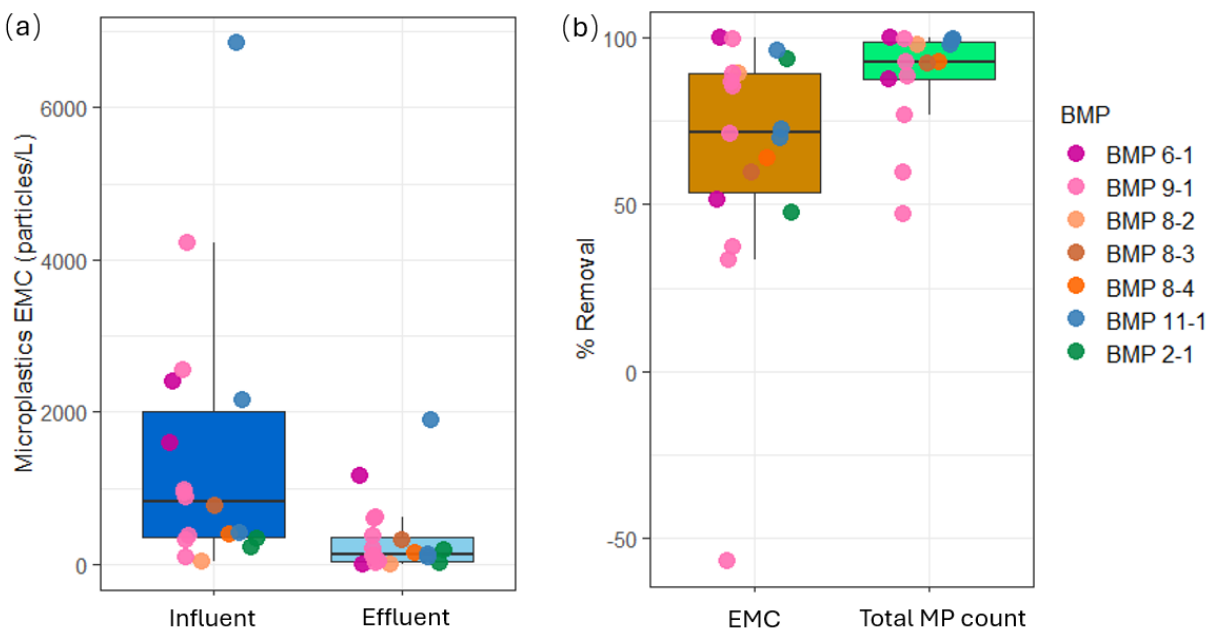 (a)
Microplastics EMC (particles/L)
6000
4000
2000
0
Influent
Effluent
(b)
% Removal
100
50
0
-50
EMC
Total MP count
BMP
BMP 6-1
BMP 9-1
BMP 8-2
BMP 8-3
BMP 8-4
BMP 11-1
BMP 2-1